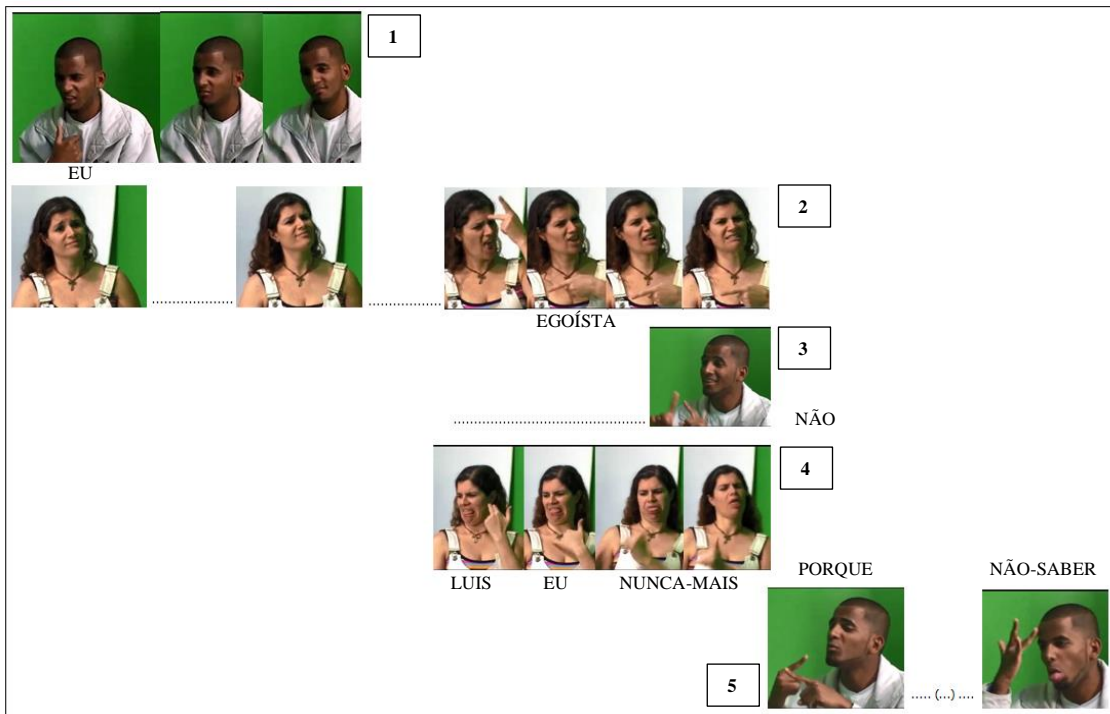 1
EU
2
..................... ...................
EGOÍSTA
3
.................................................. NÃO
4
LUIS EU NUNCA-MAIS
PORQUE NÃO-SABER
5 ..... (...) ....